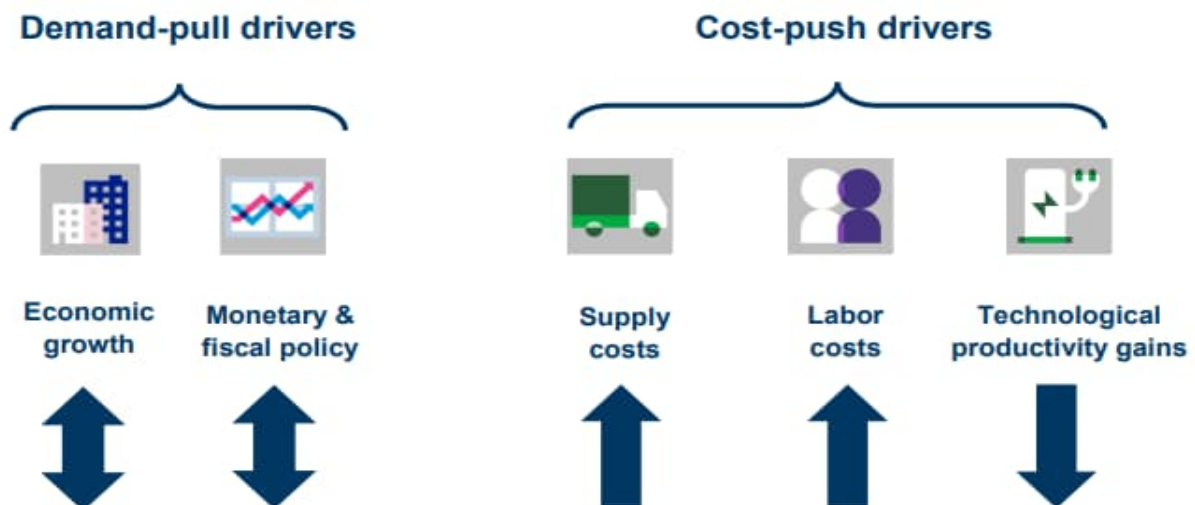 Demand-pull drivers
Cost-push drivers
Economic
growth
Monetary &
fiscal policy
Supply
costs
Labor
costs
Technological
productivity gains